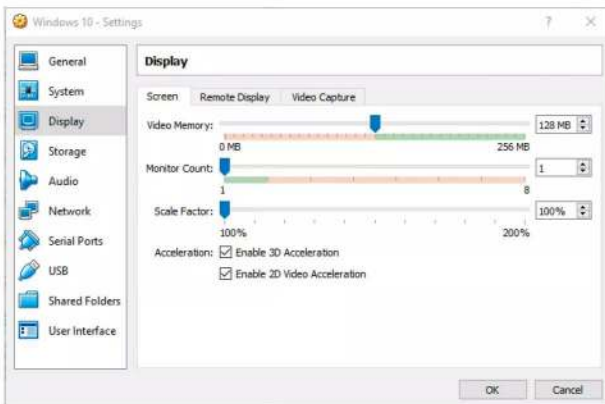 Windows 10 - Settings
?
General
System
Display
Storage
Audio
Network
Serial Ports
USB
Shared Folders
User Interface
Display
Screen Remote Display Video Capture
Video Memory: 128 MB
0 MB 256 MB
Monitor Count: 1
1 8
Scale Factor: 100%
100% 200%
Acceleration: Enable 3D Acceleration
Enable 2D Video Acceleration
OK Cancel